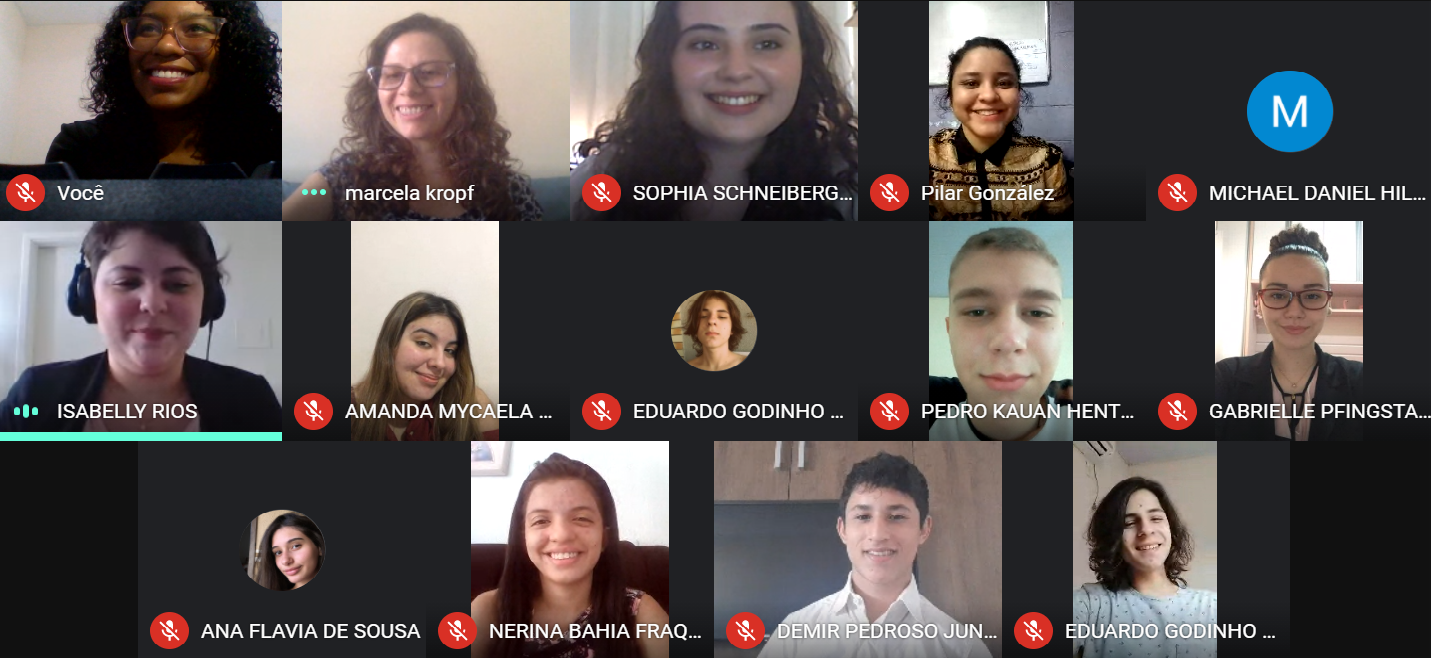 Você
marcela kropf
SOPHIA SCHNEIBERG...
Pilar González
M
MICHAEL DANIEL HIL...
ISABELLY RIOS
AMANDA MYCAELA ...
EDUARDO GODINHO ...
PEDRO KAUAN HENT...
GABRIELLE PFINGSTA...
ANA FLAVIA DE SOUSA
NERINA BAHIA FRAQ...
DEMIR PEDROSO JUN...
EDUARDO GODINHO ...